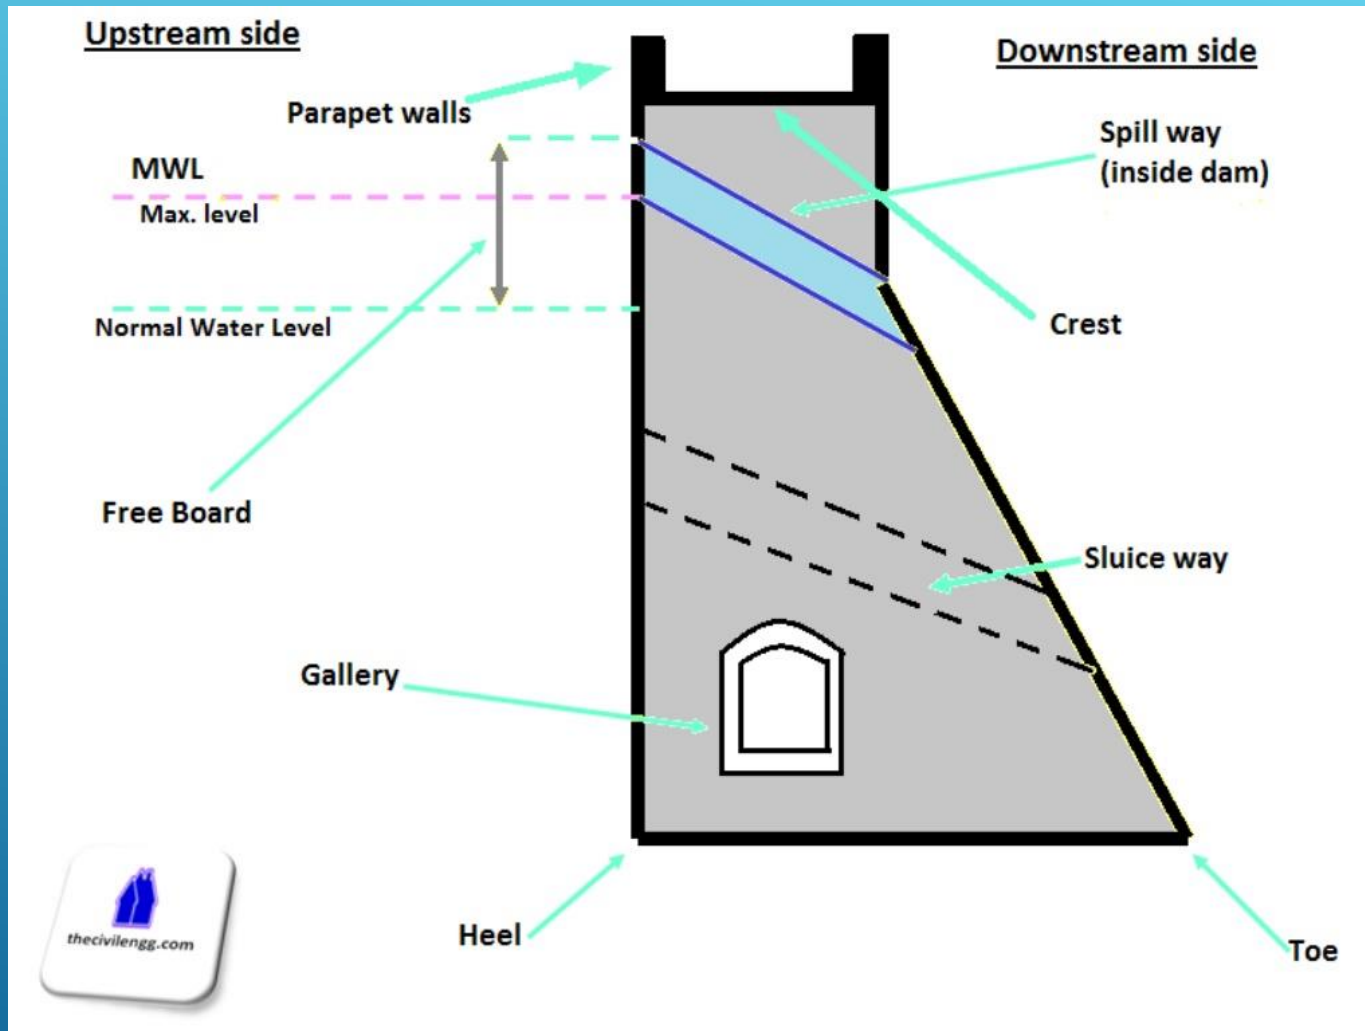 Upstream side
Downstream side
Parapet walls
Spill way
(inside dam)
MWL
Max. level
Normal Water Level
Crest
Free Board
Sluice way
Gallery
Heel
Toe
thecivilengg.com